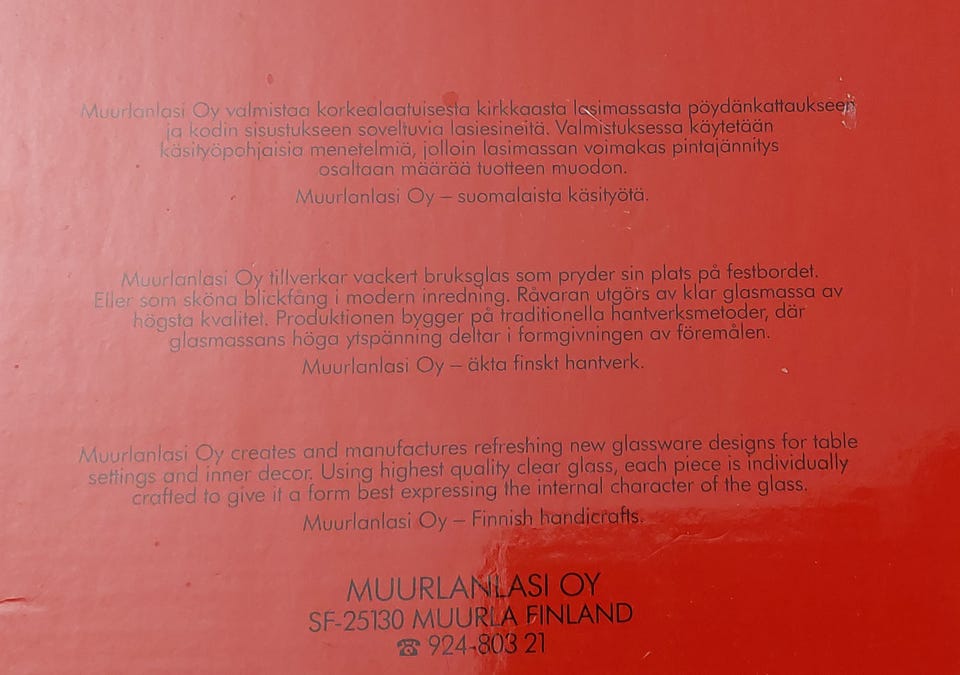 Muurlanlasi Oy valmistaa korkealaatuisesta kirkkaasta lasimassasta pöydänkattaukseen
ja kodin sisustukseen soveltuvia lasiesineitä. Valmistuksessa käytetään
käsityöpohjaisia menetelmiä, jolloin lasimassan voimakas pintajännitys
osaltaan määrää tuotteen muodon.
Muurlanlasi Oy – suomalaista käsityötä.
Muurlanlasi Oy tillverkar vackert bruksglas som pryder sin plats på festbordet.
Eller som sköna blickfång i modern inredning. Råvaran utgörs av klar glasmassa av
högsta kvalitet. Produktionen bygger på traditionella hantverksmetoder, där
glasmassans höga ytspänning deltar i formgivningen av föremålen.
Muurlanlasi Oy – äkta finskt hantverk.
Muurlanlasi Oy creates and manufactures refreshing new glassware designs for table
settings and inner decor. Using highest quality clear glass, each piece is individually
crafted to give it a form best expressing the internal character of the glass.
Muurlanlasi Oy – Finnish handicrafts.
MUURLANLASI OY
SF-25130 MUURLA FINLAND
☎ 924-803 21